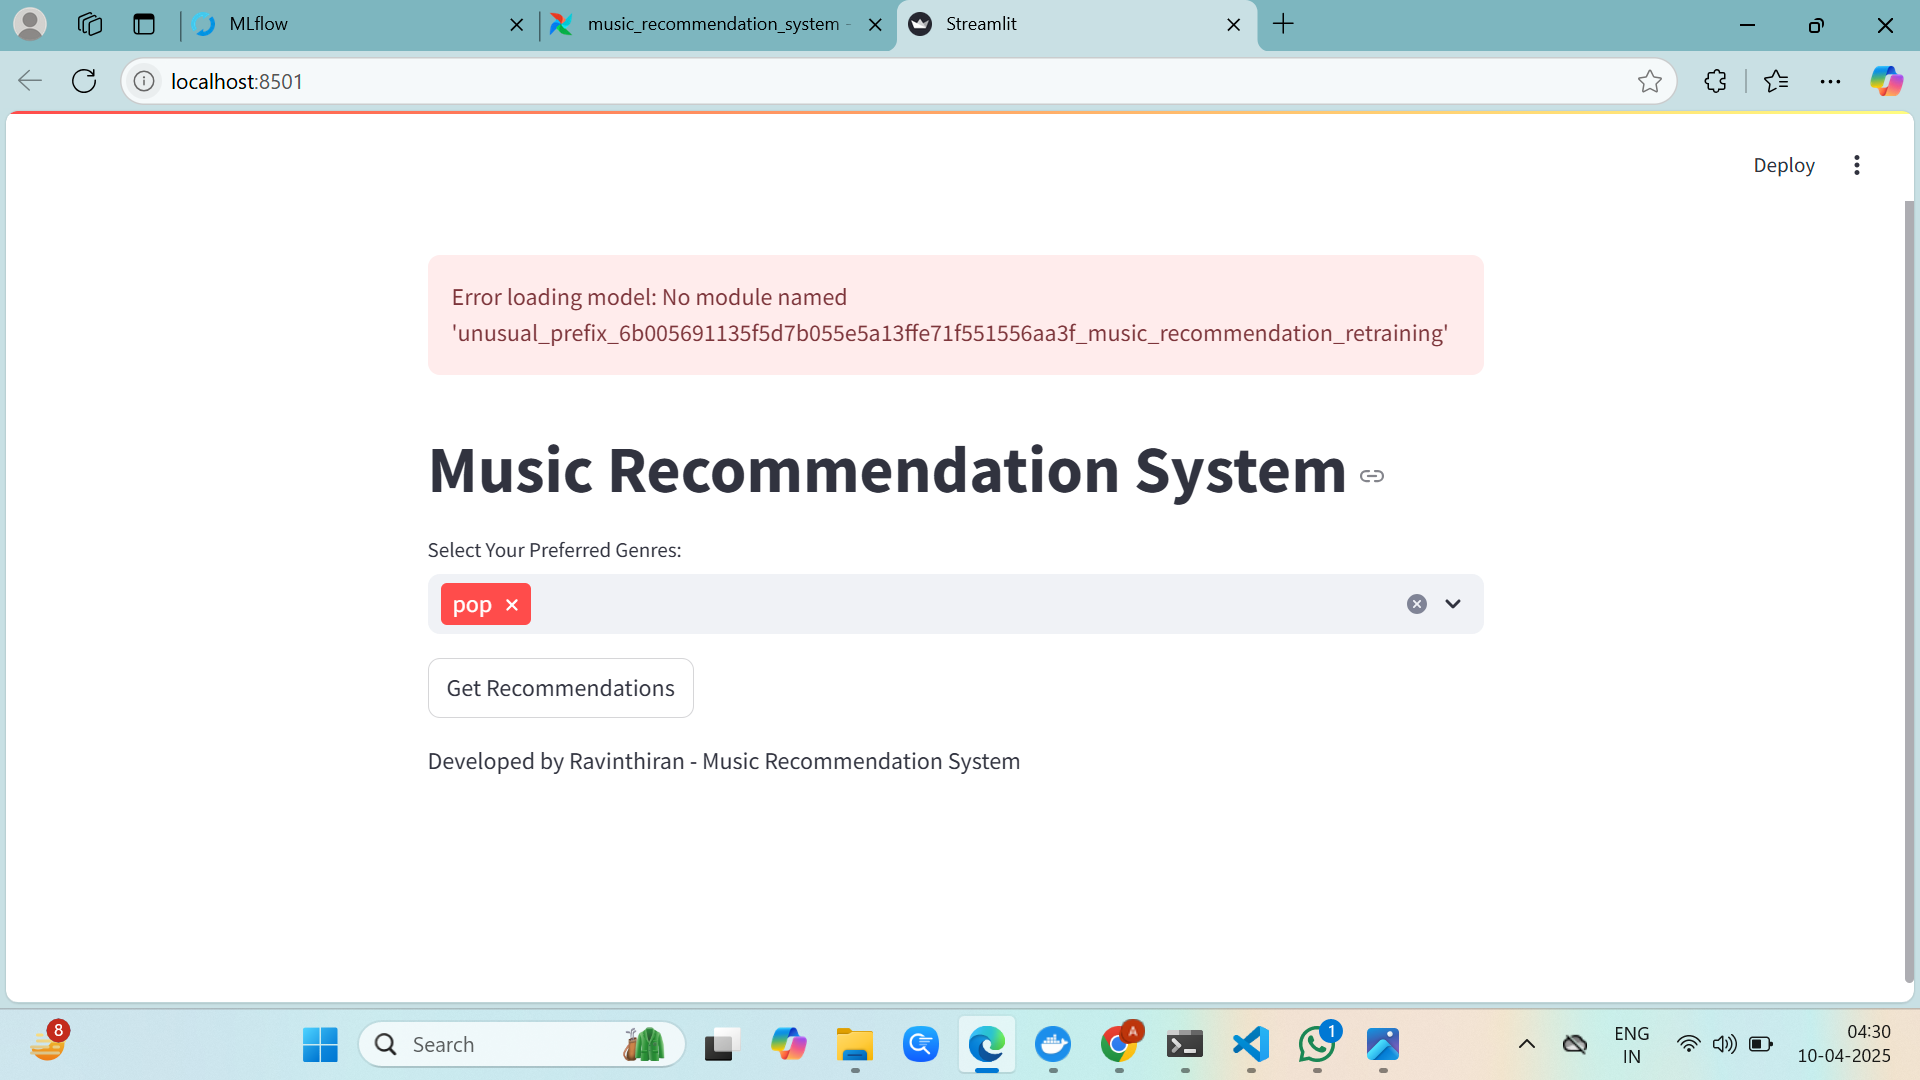 MLflow
music_recommendation_system -
Streamlit
localhost:8501
Deploy
Error loading model: No module named
'unusual_prefix_6b005691135f5d7b055e5a13ffe71f551556aa3f_music_recommendation_retraining'
Music Recommendation System
Select Your Preferred Genres:
pop
Get Recommendations
Developed by Ravinthiran - Music Recommendation System
8
Search
A
1
ENG
IN
04:30
10-04-2025